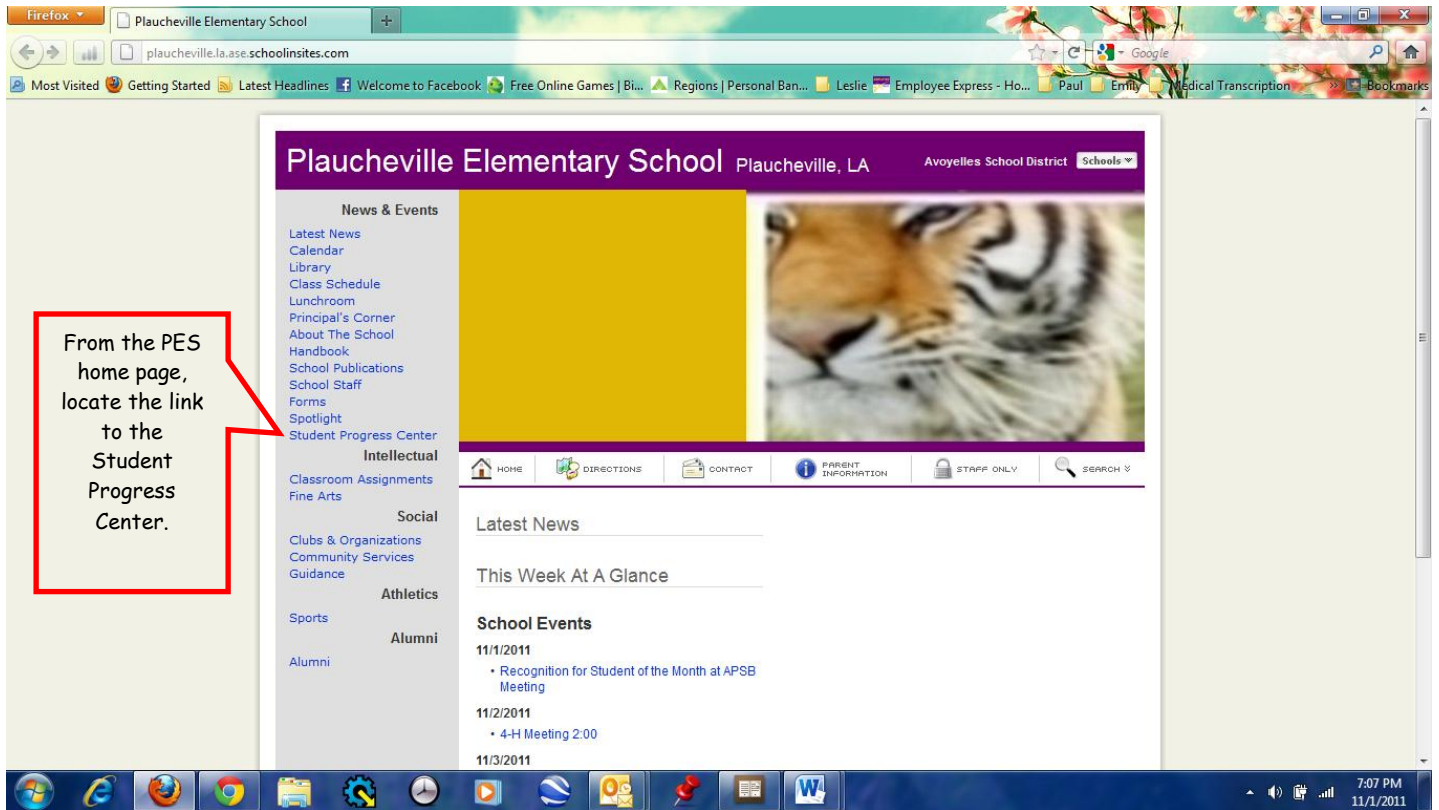 Firefox
Plaucheville Elementary School
plaucheville.la.ase.schoolinsites.com
Google
Most Visited Getting Started Latest Headlines Welcome to Facebook Free Online Games | Bi... Regions | Personal Ban... Leslie Employee Express - Ho... Paul Emily Medical Transcription » Bookmarks
Plaucheville Elementary School Plaucheville, LA Avoyelles School District Schools
News & Events
Latest News
Calendar
Library
Class Schedule
Lunchroom
Principal's Corner
About The School
Handbook
School Publications
School Staff
Forms
Spotlight
Student Progress Center
Intellectual
Classroom Assignments
Fine Arts
Social
Clubs & Organizations
Community Services
Guidance
Athletics
Sports
Alumni
Alumni
From the PES
home page,
locate the link
to the
Student
Progress
Center.
HOME DIRECTIONS CONTACT PARENT INFORMATION STAFF ONLY SEARCH
Latest News
This Week At A Glance
School Events
11/1/2011
• Recognition for Student of the Month at APSB
Meeting
11/2/2011
• 4-H Meeting 2:00
11/3/2011
7:07 PM
11/1/2011